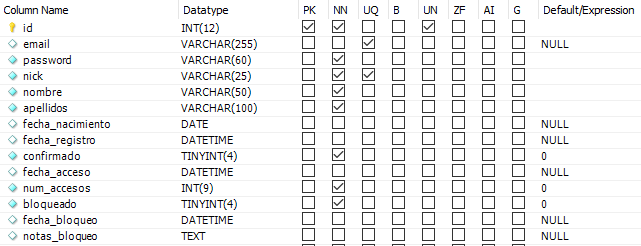 Column Name Datatype PK NN UQ B UN ZF AI G Default/Expression
id INT(12)
email VARCHAR(255) NULL
password VARCHAR(60)
nick VARCHAR(25)
nombre VARCHAR(50)
apellidos VARCHAR(100)
fecha_nacimiento DATE NULL
fecha_registro DATETIME NULL
confirmado TINYINT(4) 0
fecha_acceso DATETIME NULL
num_accesos INT(9) 0
bloqueado TINYINT(4) 0
fecha_bloqueo DATETIME NULL
notas_bloqueo TEXT NULL